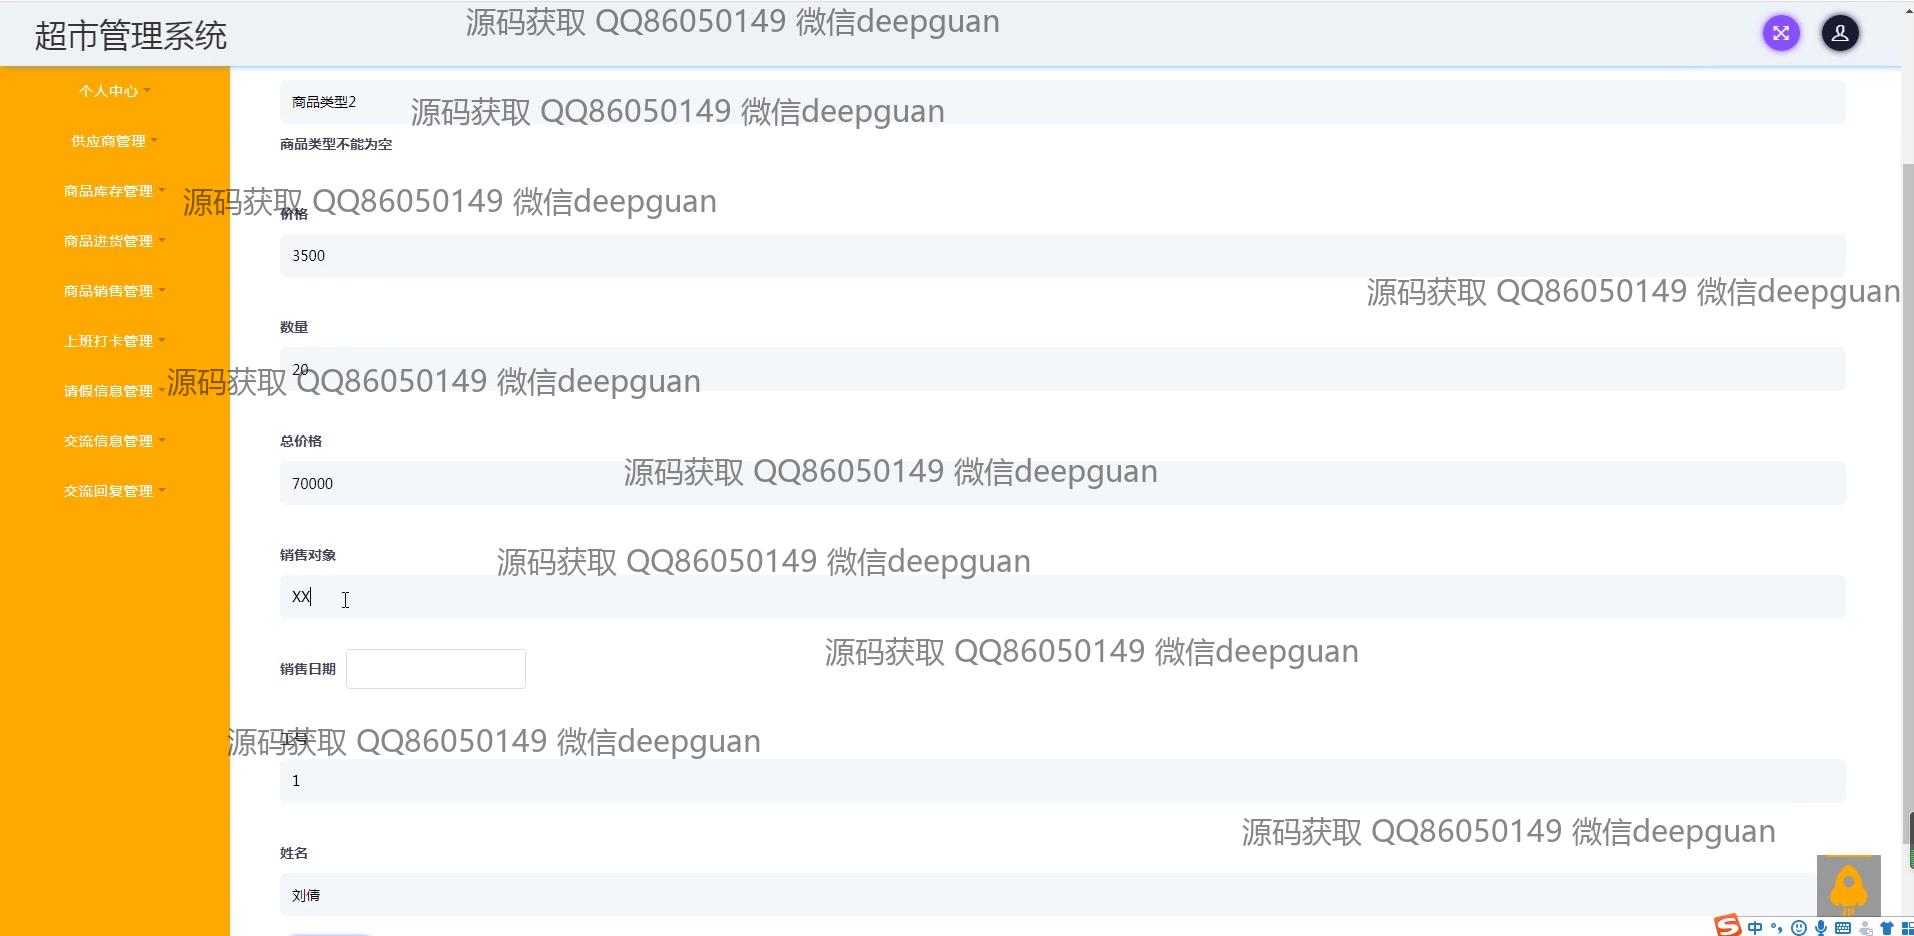 超市管理系统
源码获取 QQ86050149 微信deepguan
个人中心
供应商管理
商品库存管理
商品进货管理
商品销售管理
上班打卡管理
请假信息管理
交流信息管理
交流回复管理
商品类型2
源码获取 QQ86050149 微信deepguan
商品类型不能为空
源码获取 QQ86050149 微信deepguan
价格
3500
源码获取 QQ86050149 微信deepguan
数量
20
源码获取 QQ86050149 微信deepguan
总价格
70000
源码获取 QQ86050149 微信deepguan
销售对象
源码获取 QQ86050149 微信deepguan
XX
源码获取 QQ86050149 微信deepguan
销售日期
工号
源码获取 QQ86050149 微信deepguan
1
源码获取 QQ86050149 微信deepguan
姓名
刘倩
中